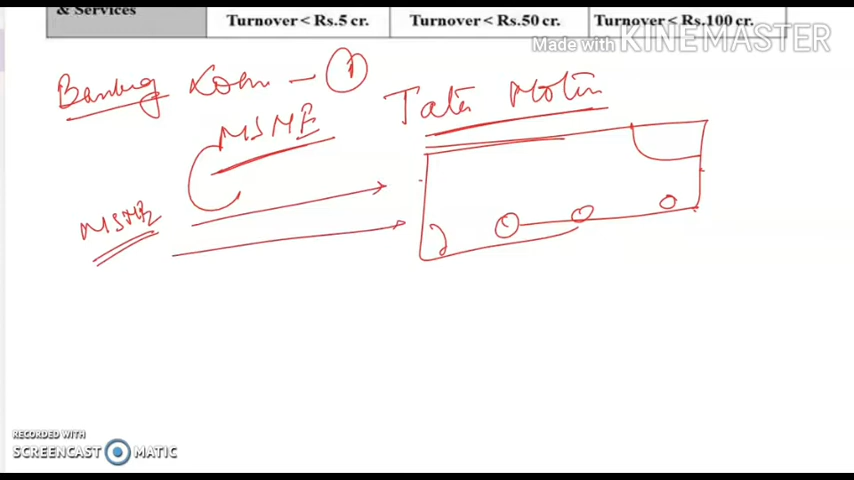 & Services
Turnover < Rs.5 cr. Turnover < Rs.50 cr. Turnover < Rs.100 cr.
Made with KINEMASTER
Banking Loan - 1
Tata Motors
MSME
MSME
RECORDED WITH
SCREENCAST MATIC